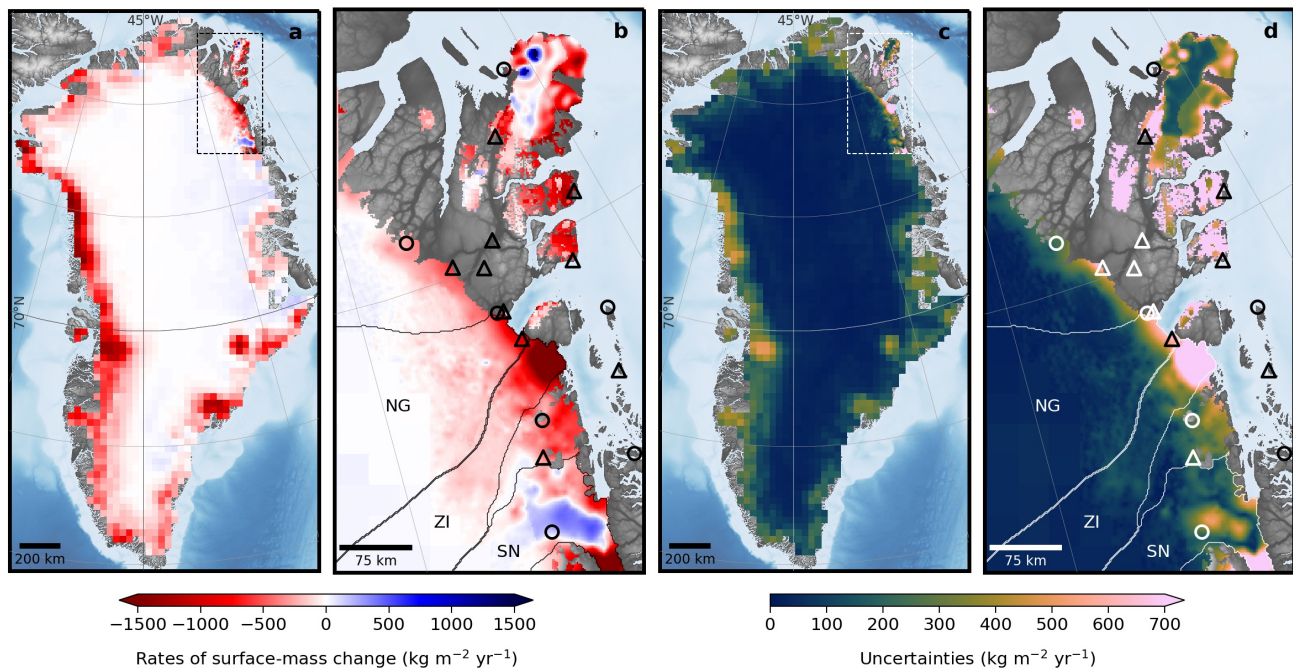 45°W
a
70°N
200 km
b
NG
ZI
SN
75 km
45°W
c
70°N
200 km
d
NG
ZI
SN
75 km
−1500 −1000 −500 0 500 1000 1500
Rates of surface-mass change (kg m⁻² yr⁻¹)
0 100 200 300 400 500 600 700
Uncertainties (kg m⁻² yr⁻¹)